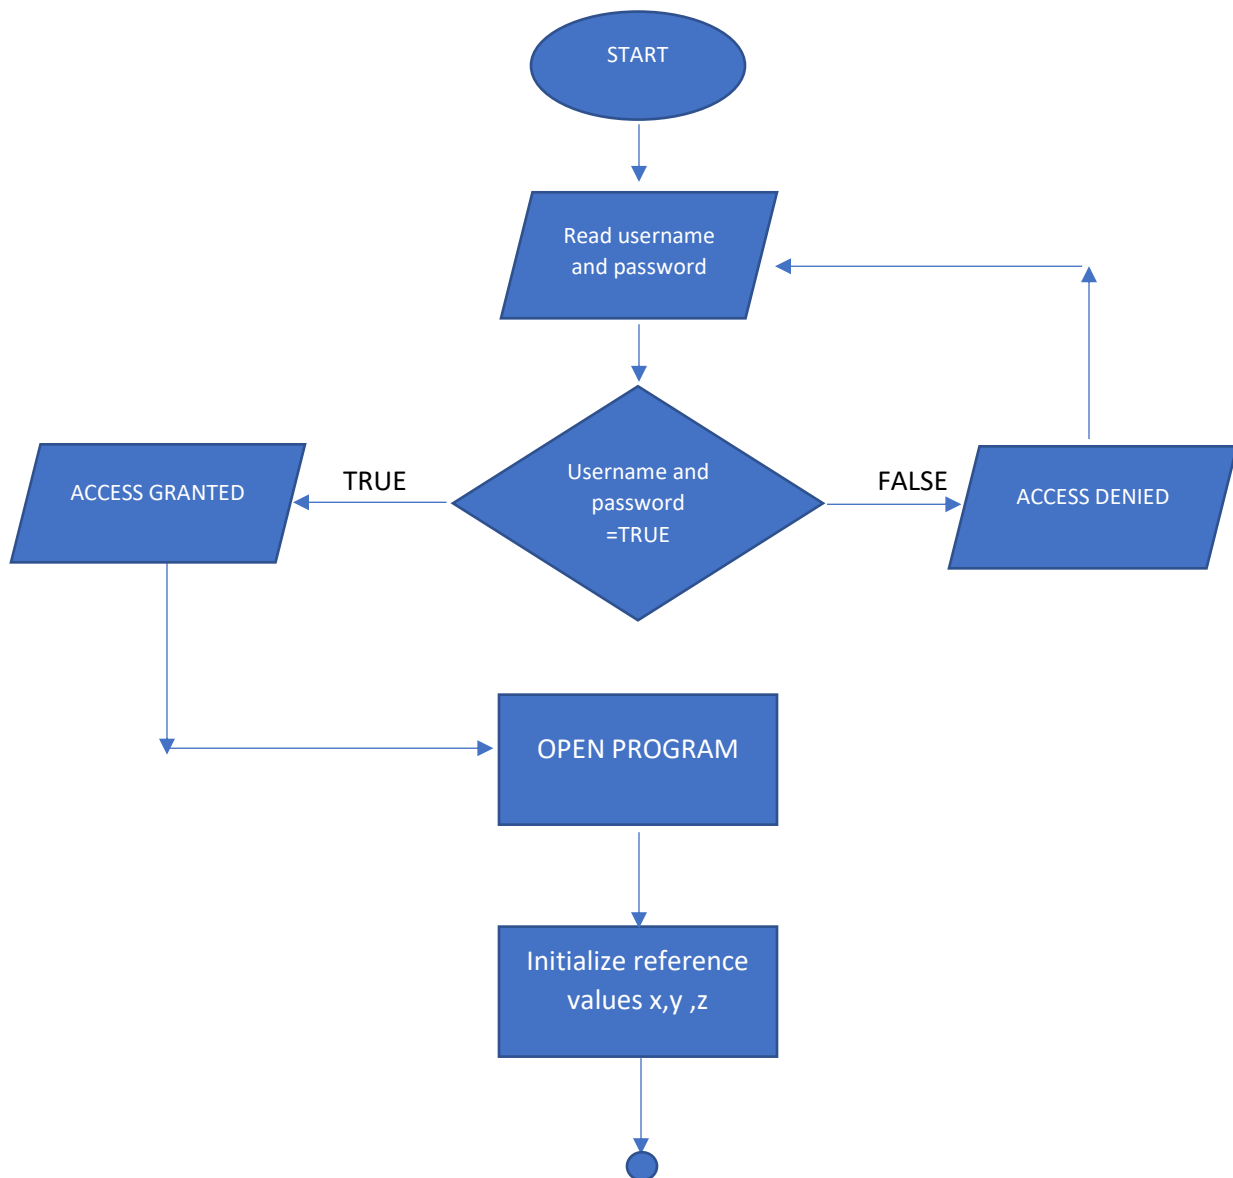 START
Read username
and password
TRUE
FALSE
ACCESS GRANTED
Username and
password
=TRUE
ACCESS DENIED
OPEN PROGRAM
Initialize reference
values x,y ,z